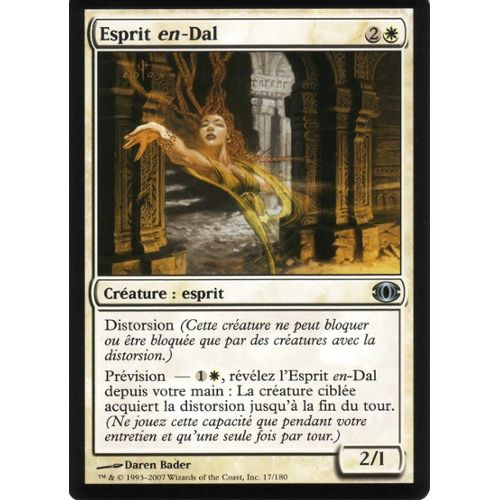 Esprit en-Dal 2
Créature : esprit
Distorsion (Cette créature ne peut bloquer
ou être bloquée que par des créatures avec la
distorsion.)
Prévision — 1, révélez l'Esprit en-Dal
depuis votre main : La créature ciblée
acquiert la distorsion jusqu'à la fin du tour.
(Ne jouez cette capacité que pendant votre
entretien et qu'une seule fois par tour.)
2/1
Daren Bader
™ & © 1993–2007 Wizards of the Coast, Inc. 17/180